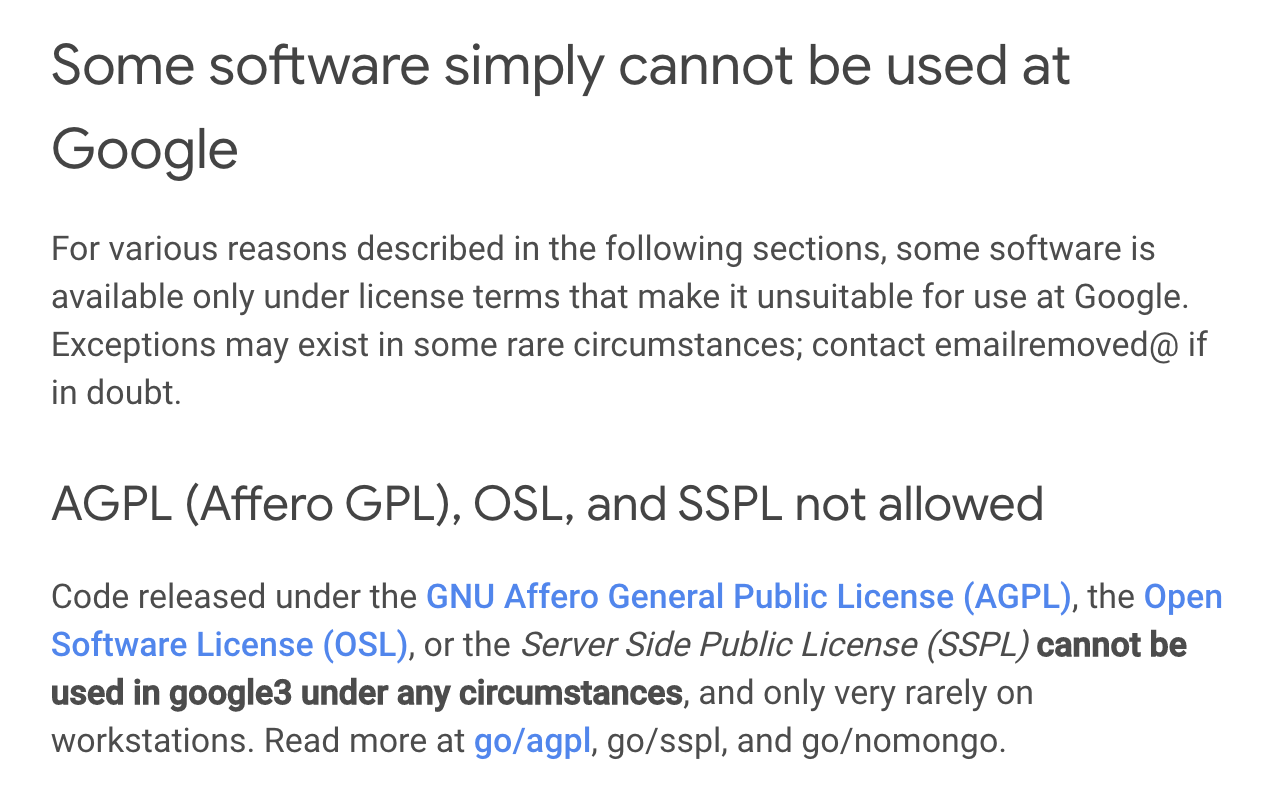 Some software simply cannot be used at
Google
For various reasons described in the following sections, some software is
available only under license terms that make it unsuitable for use at Google.
Exceptions may exist in some rare circumstances; contact emailremoved@ if
in doubt.
AGPL (Affero GPL), OSL, and SSPL not allowed
Code released under the GNU Affero General Public License (AGPL), the Open
Software License (OSL), or the Server Side Public License (SSPL) cannot be
used in google3 under any circumstances, and only very rarely on
workstations. Read more at go/agpl, go/sspl, and go/nomongo.